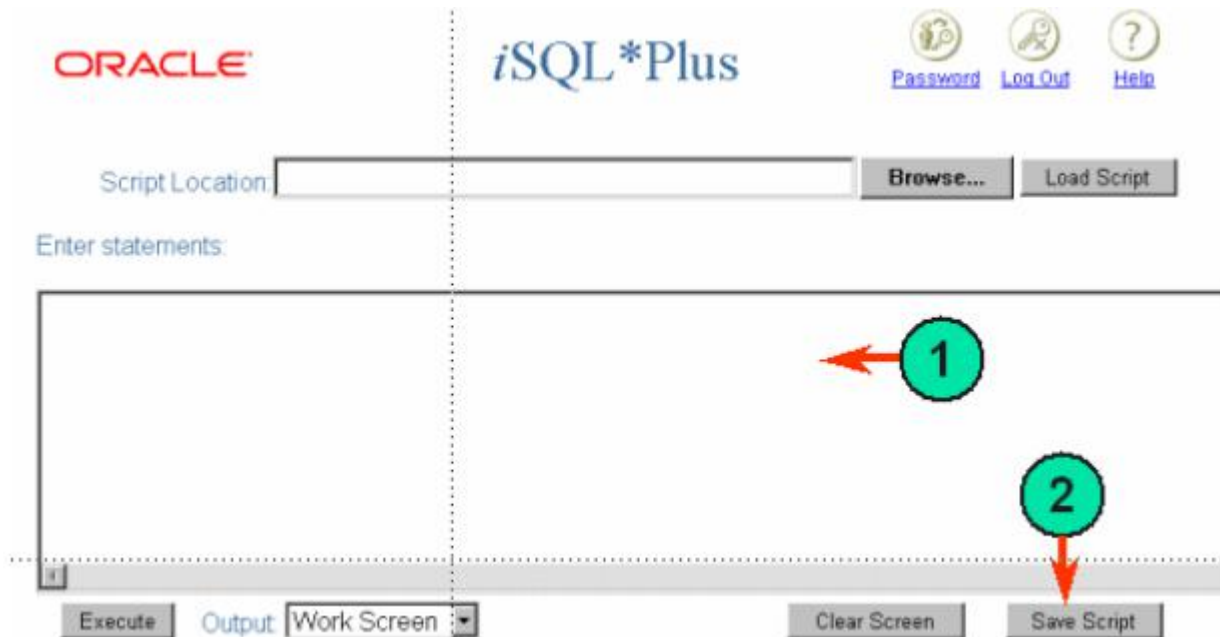 ORACLE
iSQL*Plus
Password
Log Out
Help
Script Location:
Browse...
Load Script
Enter statements:
1
2
Execute
Output:
Work Screen
Clear Screen
Save Script